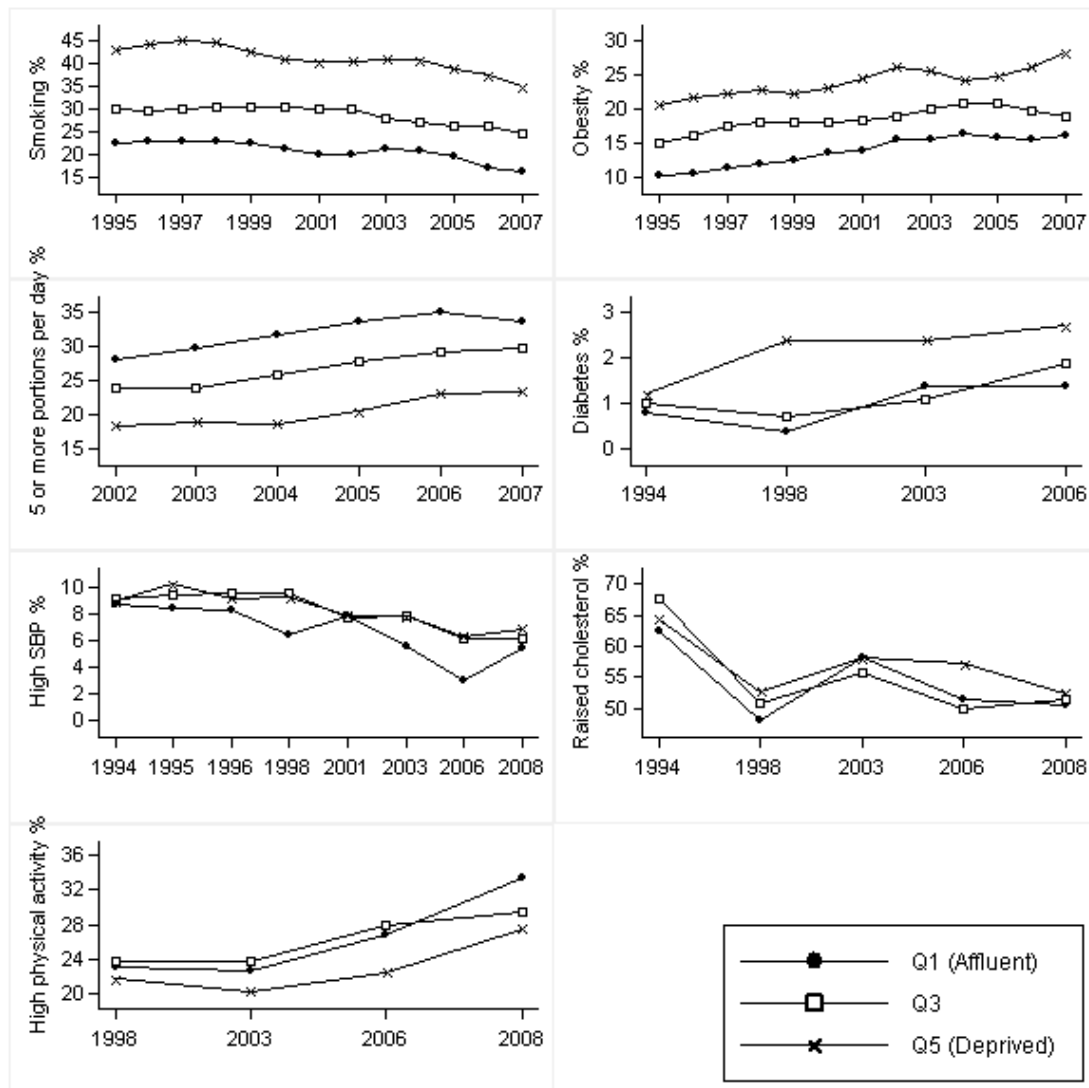 Smoking %
45
40
35
30
25
20
15
1995 1997 1999 2001 2003 2005 2007
Obesity %
30
25
20
15
10
1995 1997 1999 2001 2003 2005 2007
5 or more portions per day %
35
30
25
20
15
2002 2003 2004 2005 2006 2007
Diabetes %
3
2
1
0
1994 1998 2003 2006
High SBP %
10
8
6
4
2
0
1994 1995 1996 1998 2001 2003 2006 2008
Raised cholesterol %
70
65
60
55
50
1994 1998 2003 2006 2008
High physical activity %
36
32
28
24
20
1998 2003 2006 2008
Q1 (Affluent)
Q3
Q5 (Deprived)